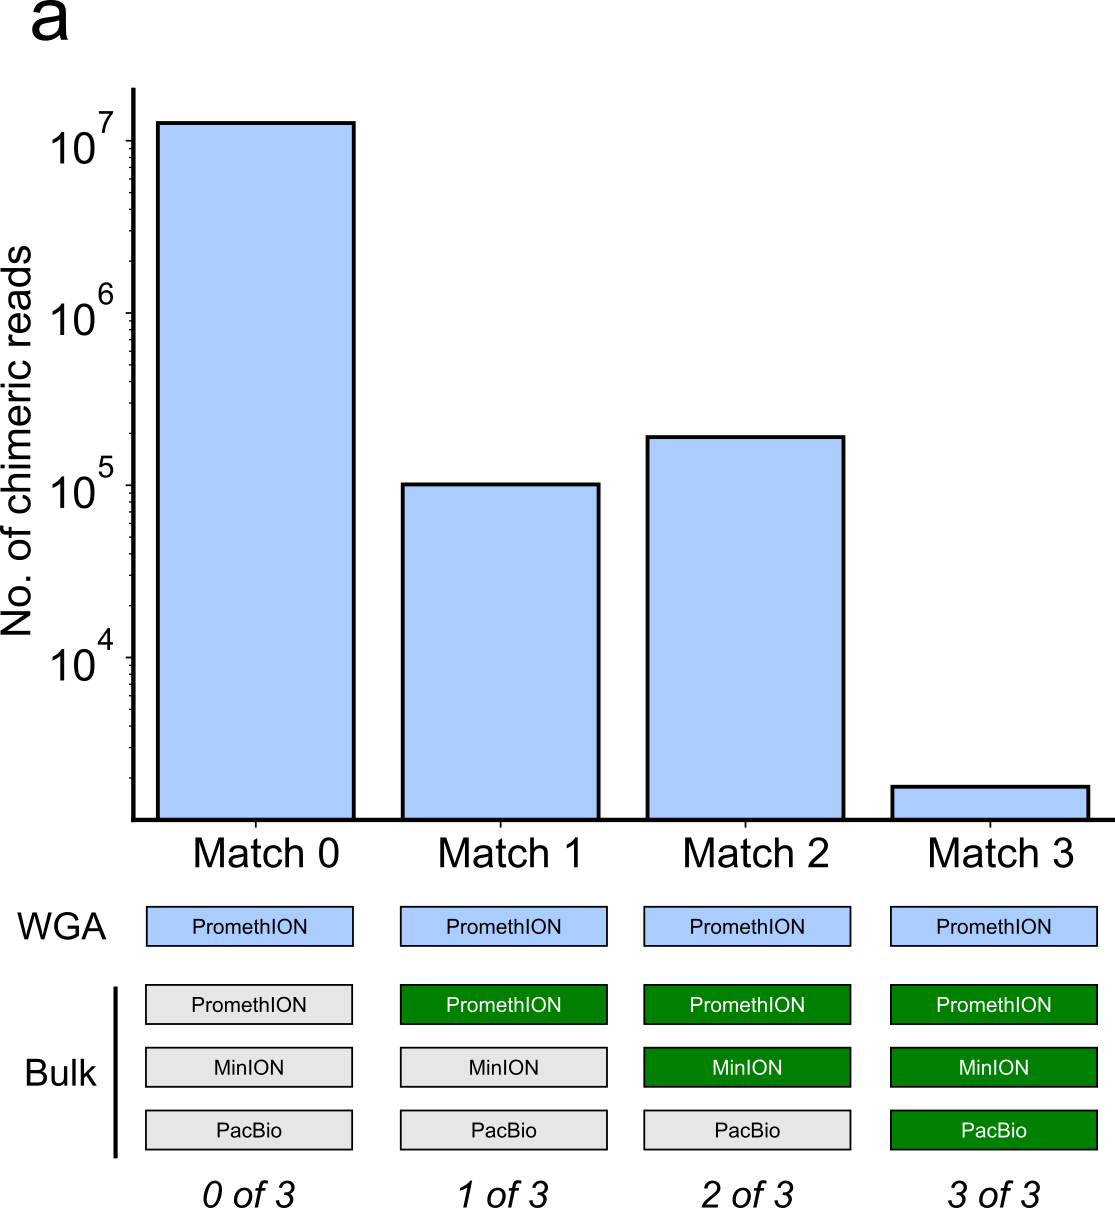 a
No. of chimeric reads
10^7
10^6
10^5
10^4
Match 0 Match 1 Match 2 Match 3
WGA PromethION PromethION PromethION PromethION
Bulk
PromethION PromethION PromethION PromethION
MinION MinION MinION MinION
PacBio PacBio PacBio PacBio
0 of 3 1 of 3 2 of 3 3 of 3